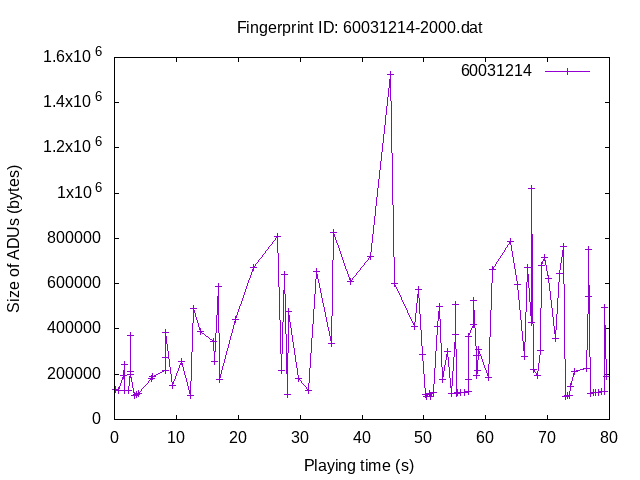 Fingerprint ID: 60031214-2000.dat
60031214
1.6x10^6
1.4x10^6
1.2x10^6
1x10^6
800000
600000
400000
200000
0
Size of ADUs (bytes)
0 10 20 30 40 50 60 70 80
Playing time (s)